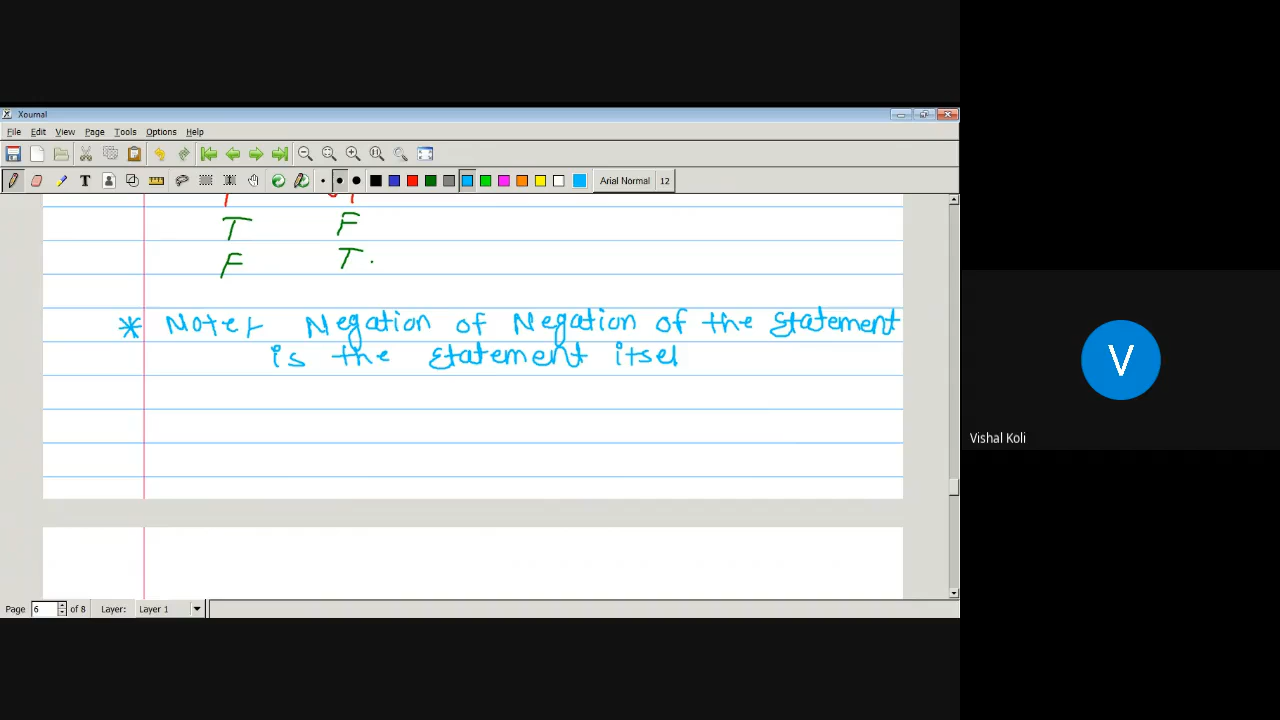 Xournal
File Edit View Page Tools Options Help
T Arial Normal 12
T F
F T
* Note:- Negation of Negation of the statement
is the statement itsel
V
Vishal Koli
Page 6 of 8 Layer: Layer 1